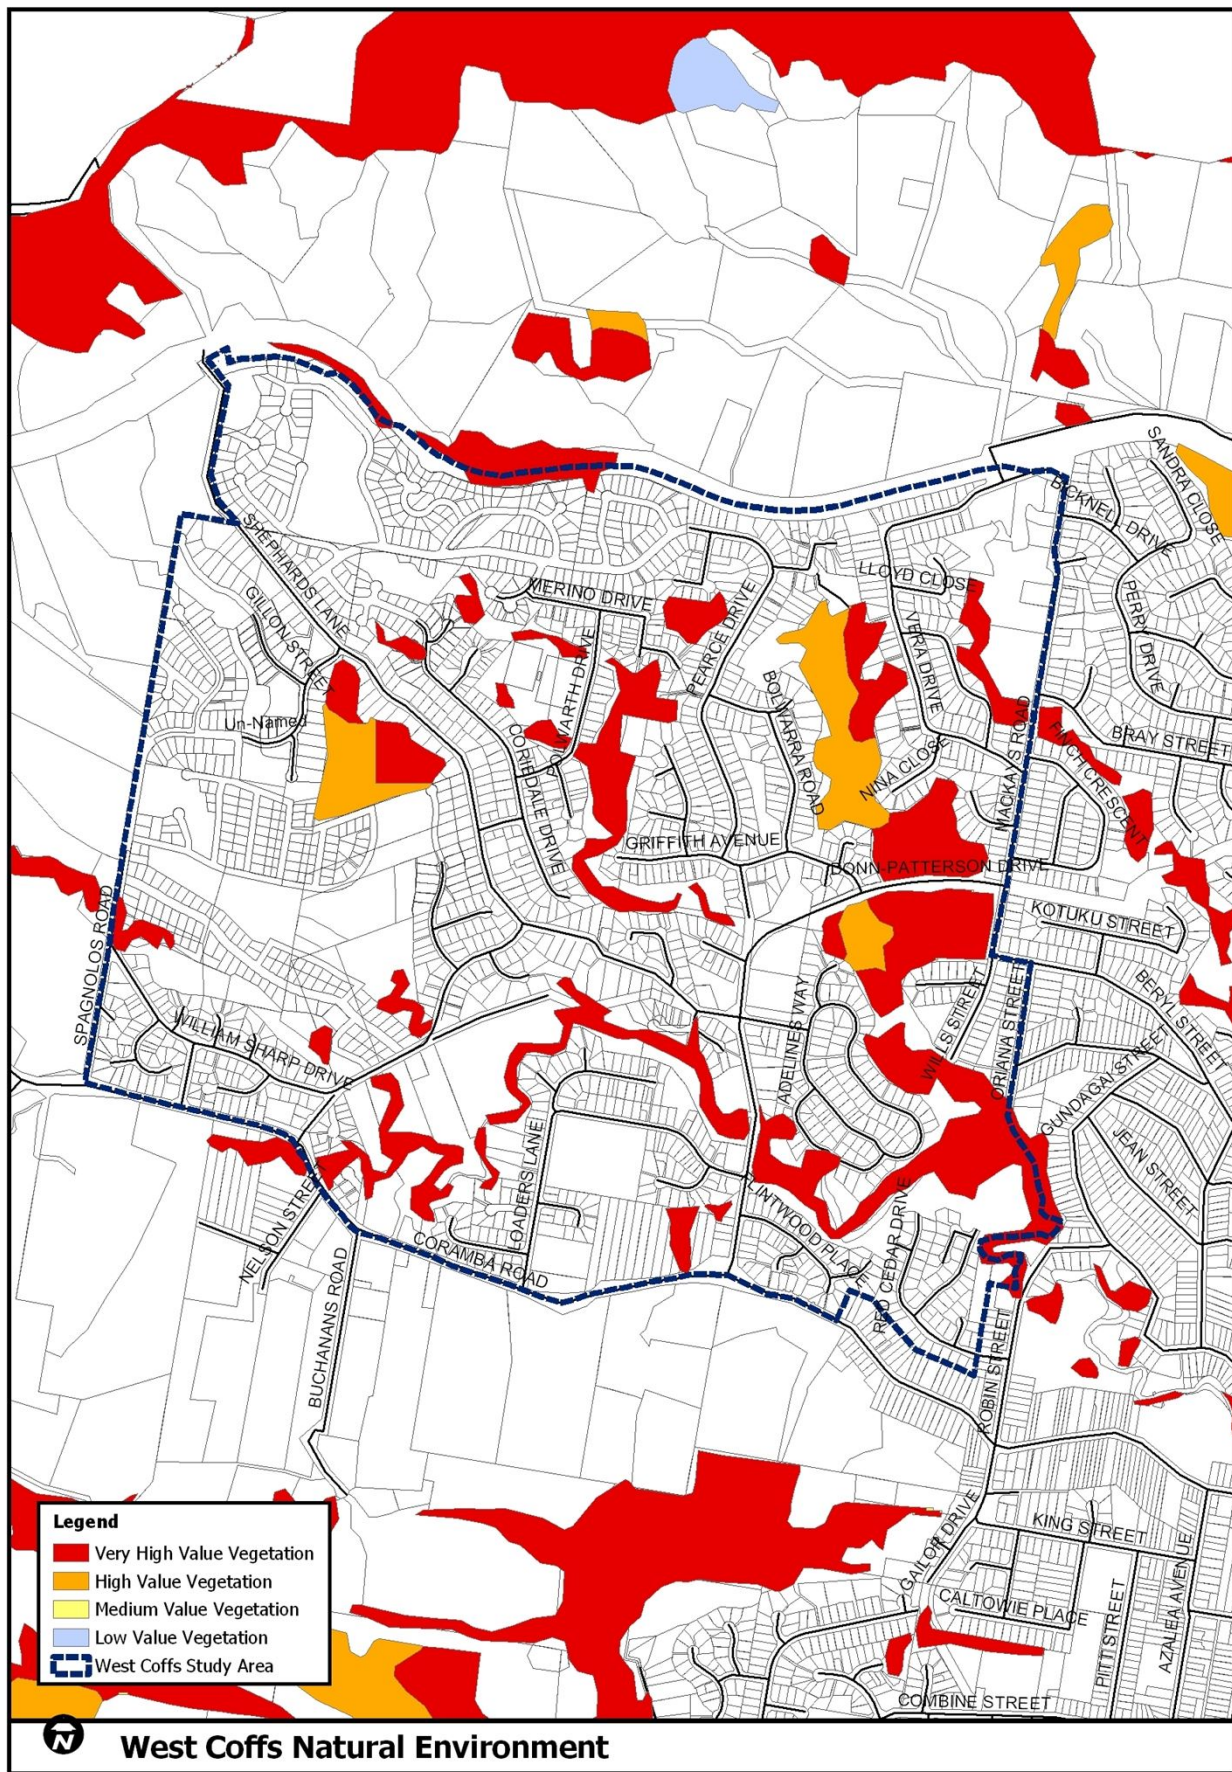 SANDRA CLOSE
BICKNELL DRIVE
SHEPHARDS LANE
LLOYD CLOSE
MERINO DRIVE
PERRY DRIVE
GILLON STREET
PEARCE DRIVE
VERA DRIVE
POLWARTH DRIVE
BOLWARRA ROAD
Un-Named
CORIEDALE DRIVE
MACKAYS ROAD
FINCH CRESCENT
BRAY STREET
NINA CLOSE
GRIFFITH AVENUE
DONN-PATTERSON DRIVE
SPAGNOLOS ROAD
KOTUKU STREET
BERYL STREET
WILLIAM SHARP DRIVE
ADELINES WAY
WILLS STREET
ORIANA STREET
GUNDAGAI STREET
JEAN STREET
LOADERS LANE
NELSON STREET
FLINTWOOD PLACE
RED CEDAR DRIVE
CORAMBA ROAD
BUCHANANS ROAD
ROBIN STREET
KING STREET
GAILOR DRIVE
CALTOWIE PLACE
PITT STREET
AZALEA AVENUE
COMBINE STREET
Legend
Very High Value Vegetation
High Value Vegetation
Medium Value Vegetation
Low Value Vegetation
West Coffs Study Area
N
West Coffs Natural Environment